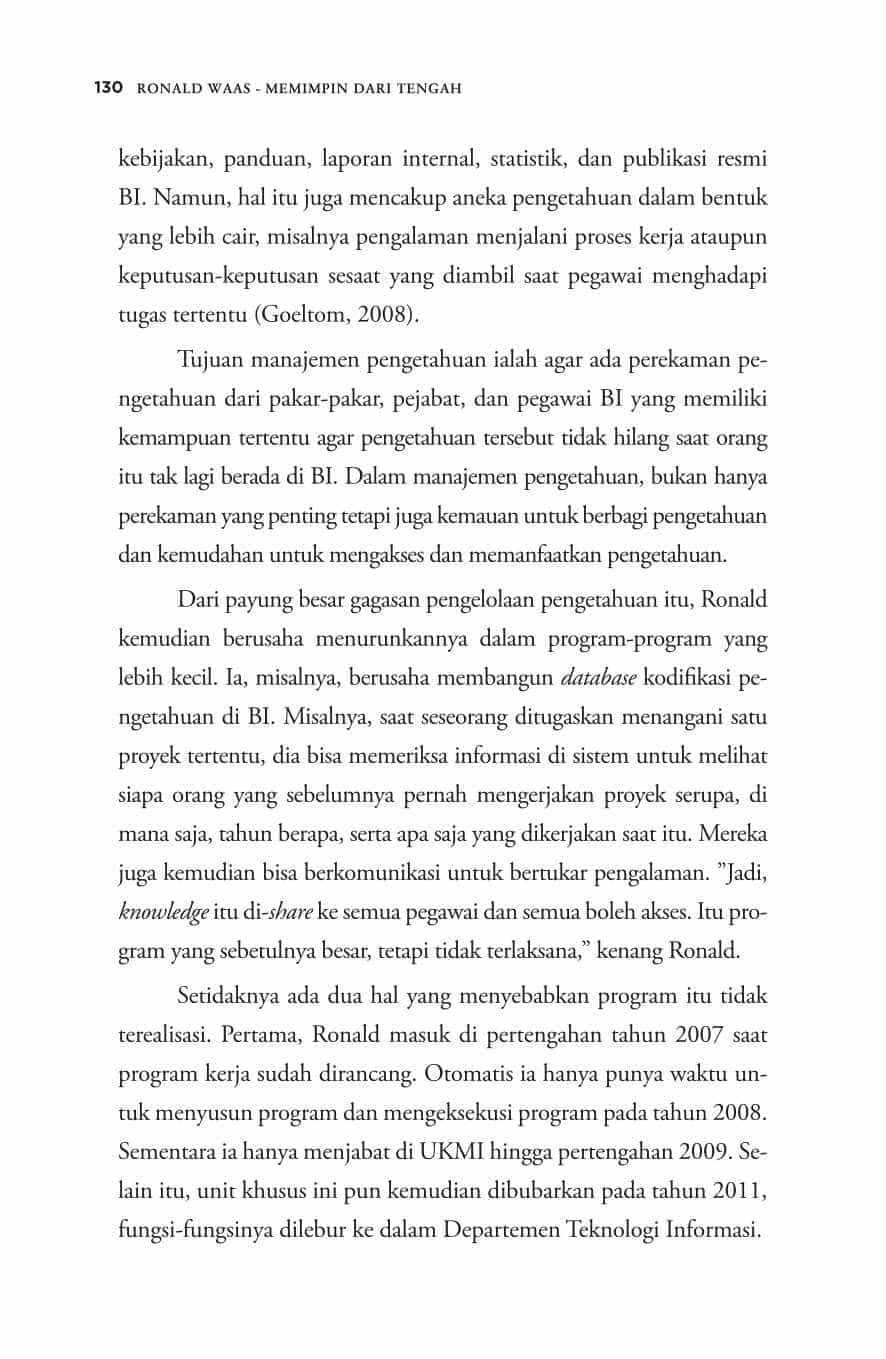 130 RONALD WAAS - MEMIMPIN DARI TENGAH
kebijakan, panduan, laporan internal, statistik, dan publikasi resmi
BI. Namun, hal itu juga mencakup aneka pengetahuan dalam bentuk
yang lebih cair, misalnya pengalaman menjalani proses kerja ataupun
keputusan-keputusan sesaat yang diambil saat pegawai menghadapi
tugas tertentu (Goeltom, 2008).
Tujuan manajemen pengetahuan ialah agar ada perekaman pe-
ngetahuan dari pakar-pakar, pejabat, dan pegawai BI yang memiliki
kemampuan tertentu agar pengetahuan tersebut tidak hilang saat orang
itu tak lagi berada di BI. Dalam manajemen pengetahuan, bukan hanya
perekaman yang penting tetapi juga kemauan untuk berbagi pengetahuan
dan kemudahan untuk mengakses dan memanfaatkan pengetahuan.
Dari payung besar gagasan pengelolaan pengetahuan itu, Ronald
kemudian berusaha menurunkannya dalam program-program yang
lebih kecil. Ia, misalnya, berusaha membangun database kodifikasi pe-
ngetahuan di BI. Misalnya, saat seseorang ditugaskan menangani satu
proyek tertentu, dia bisa memeriksa informasi di sistem untuk melihat
siapa orang yang sebelumnya pernah mengerjakan proyek serupa, di
mana saja, tahun berapa, serta apa saja yang dikerjakan saat itu. Mereka
juga kemudian bisa berkomunikasi untuk bertukar pengalaman. ”Jadi,
knowledge itu di-share ke semua pegawai dan semua boleh akses. Itu pro-
gram yang sebetulnya besar, tetapi tidak terlaksana,” kenang Ronald.
Setidaknya ada dua hal yang menyebabkan program itu tidak
terealisasi. Pertama, Ronald masuk di pertengahan tahun 2007 saat
program kerja sudah dirancang. Otomatis ia hanya punya waktu un-
tuk menyusun program dan mengeksekusi program pada tahun 2008.
Sementara ia hanya menjabat di UKMI hingga pertengahan 2009. Se-
lain itu, unit khusus ini pun kemudian dibubarkan pada tahun 2011,
fungsi-fungsinya dilebur ke dalam Departemen Teknologi Informasi.